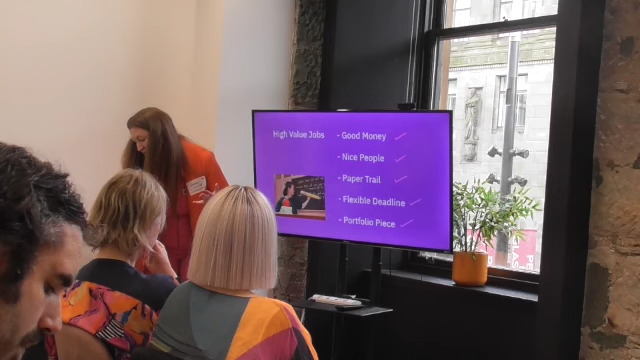 High Value Jobs
- Good Money
- Nice People
- Paper Trail
- Flexible Deadline
- Portfolio Piece